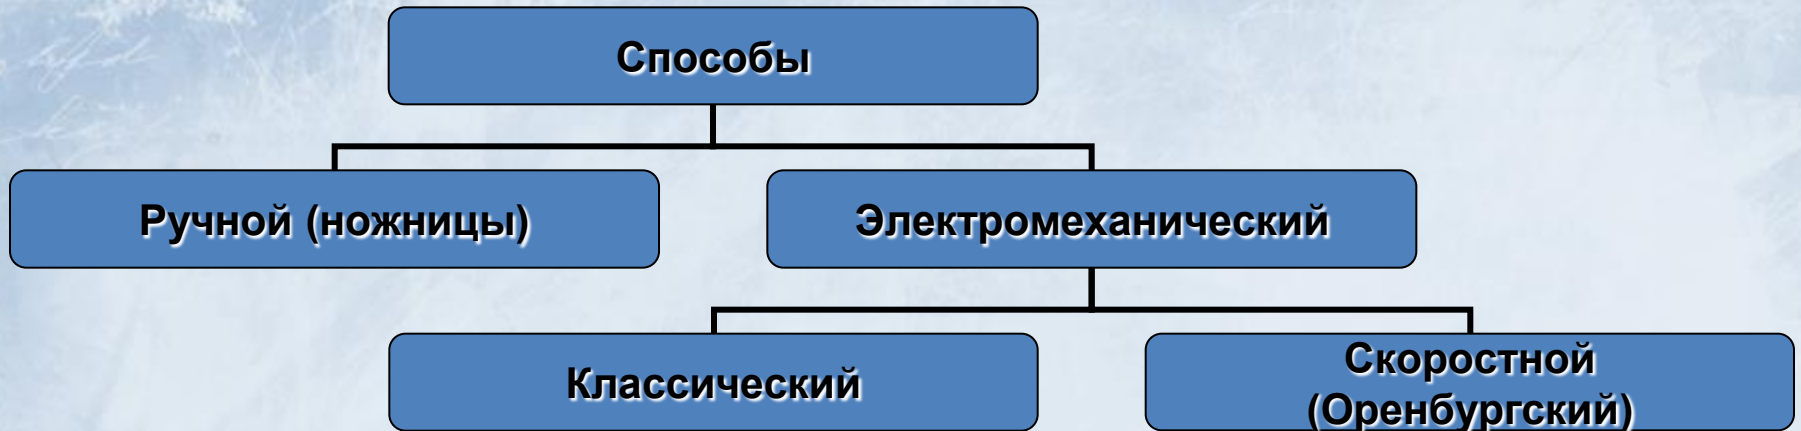 Способы
Ручной (ножницы)
Электромеханический
Классический
Скоростной
(Оренбургский)